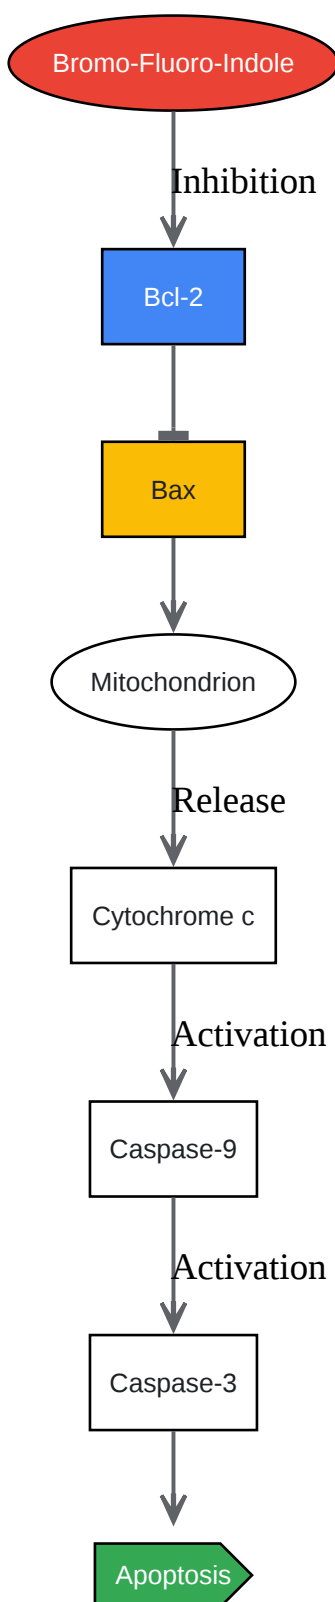 Bromo-Fluoro-Indole
Inhibition
Bcl-2
Bax
Mitochondrion
Release
Cytochrome c
Activation
Caspase-9
Activation
Caspase-3
Apoptosis